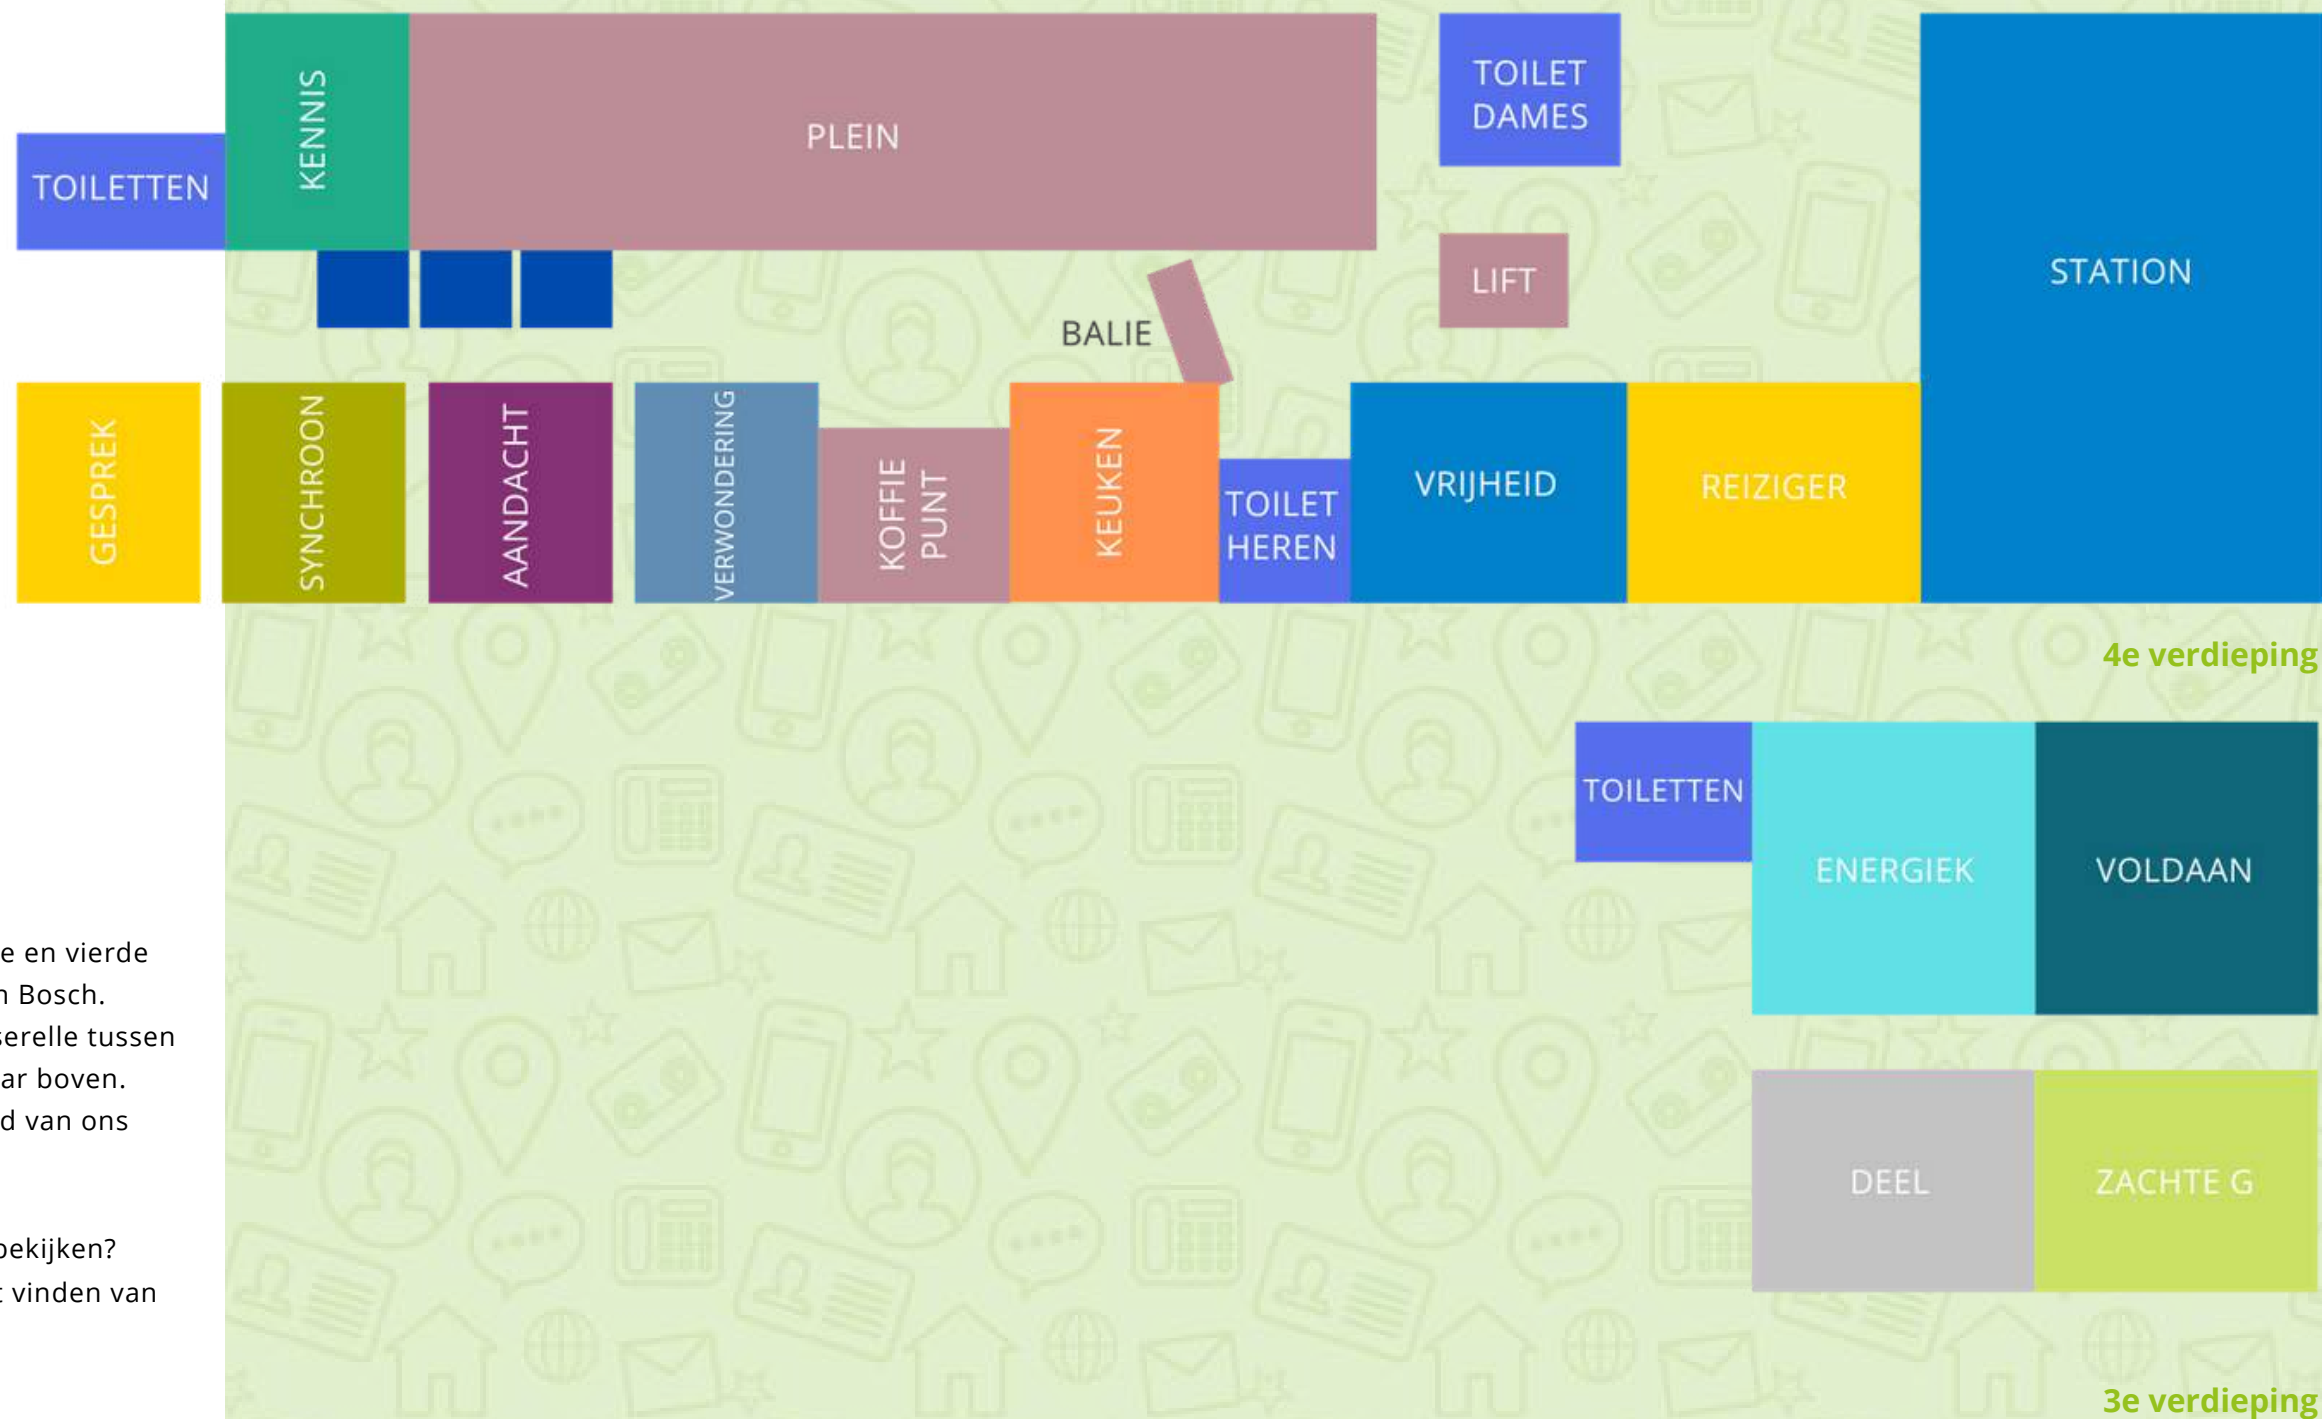 KENNIS
PLEIN
TOILET
DAMES
TOILETTEN
STATION
LIFT
BALIE
GESPREK
SYNCHROON
AANDACHT
VERWONDERING
KOFFIE
PUNT
KEUKEN
TOILET
HEREN
VRIJHEID
REIZIGER
4e verdieping
TOILETTEN
ENERGIEK
VOLDAAN
DEEL
ZACHTE G
3e verdieping
e en vierde
Bosch.
serelle tussen
ar boven.
d van ons
bekijken?
t vinden van